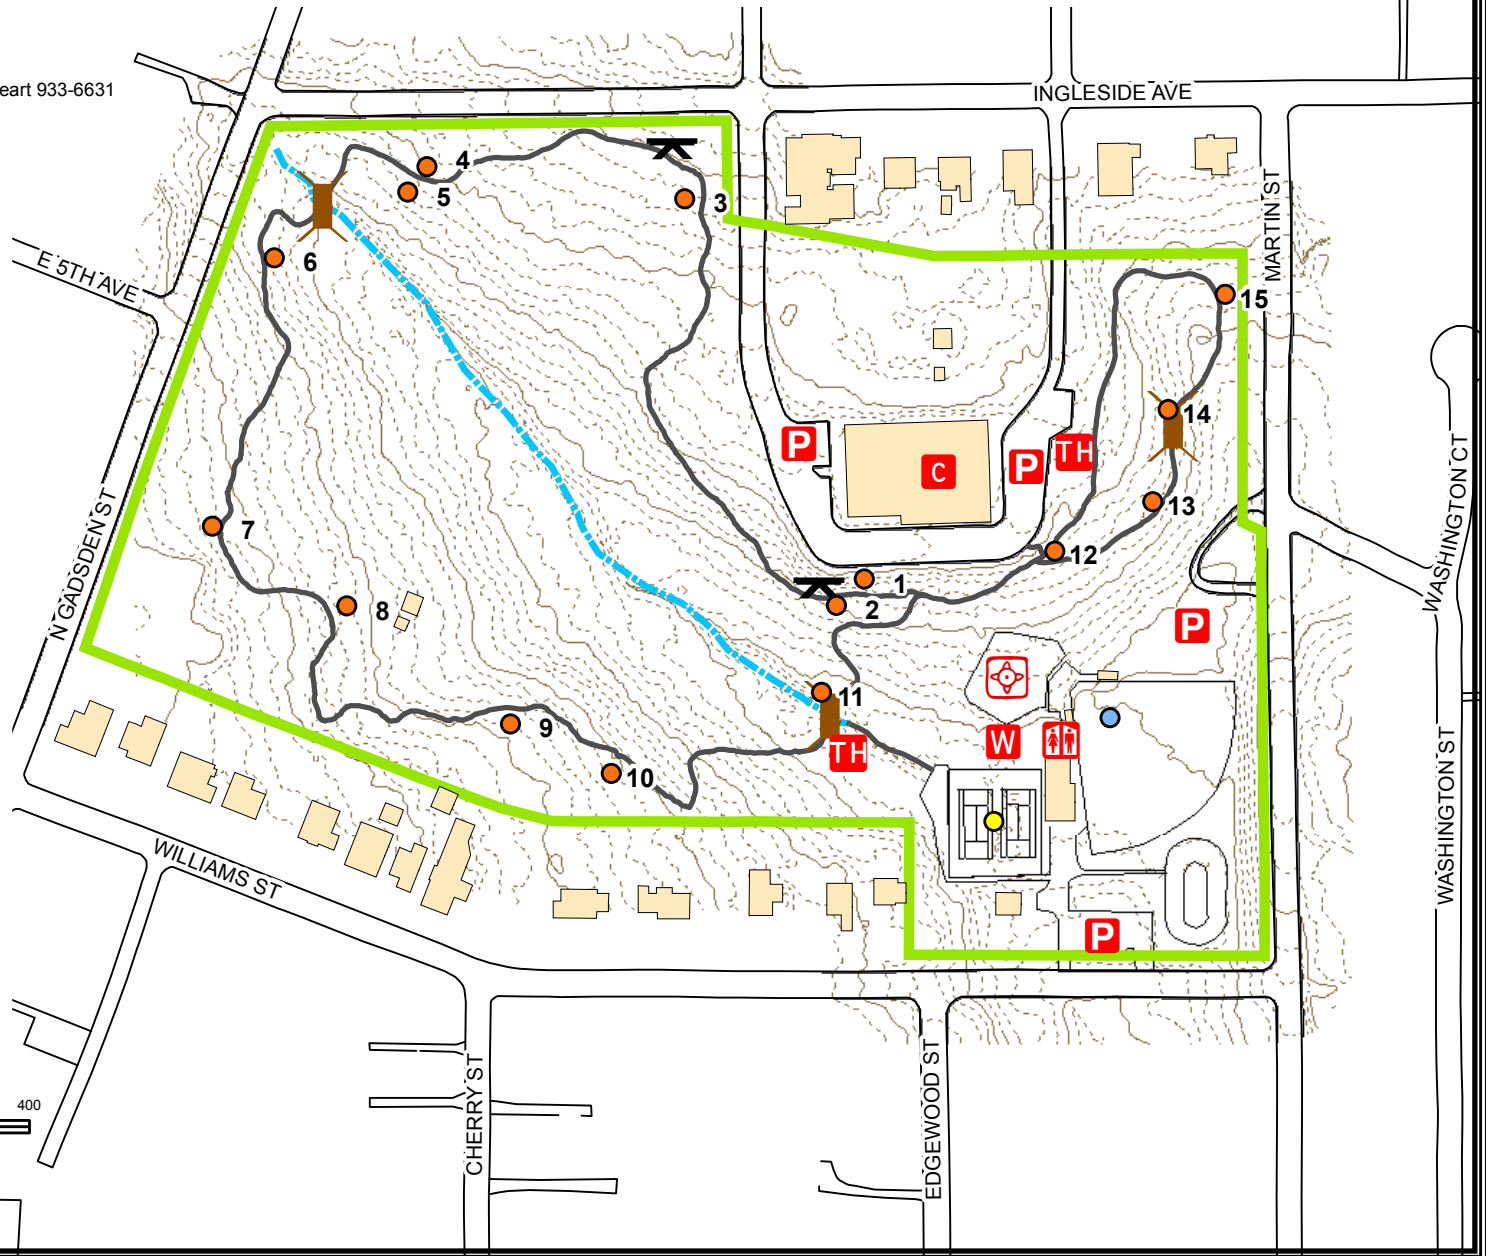 eart 933-6631
INGLESIDE AVE
4
5
3
MARTIN ST
6
E 5TH AVE
15
14
P
C
P
TH
WASHINGTON CT
13
7
N GADSDEN ST
12
1
8
2
P
11
9
W
TH
10
WASHINGTON ST
WILLIAMS ST
P
400
CHERRY ST
EDGEWOOD ST